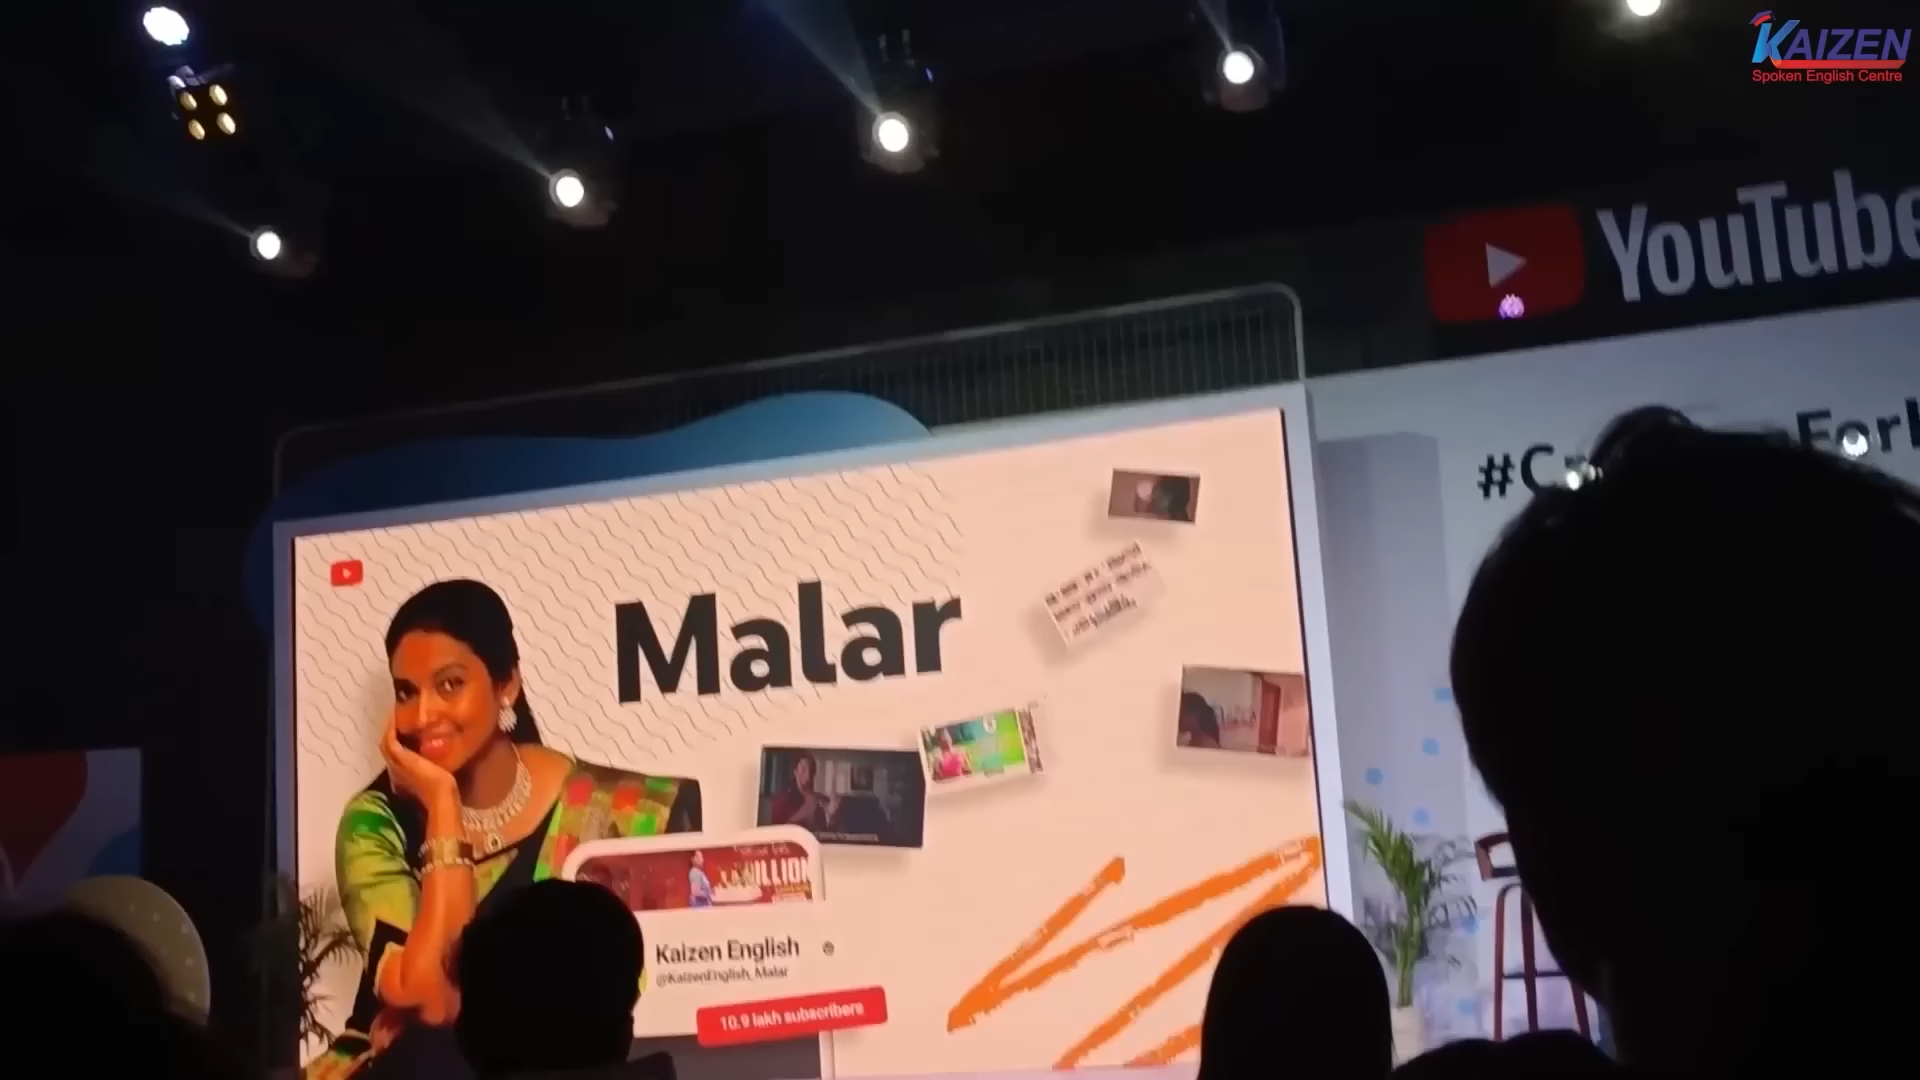 KAIZEN
Spoken English Centre
YouTube
Malar
Kaizen English
@KaizenEnglish_Malar
10.9 lakh subscribers